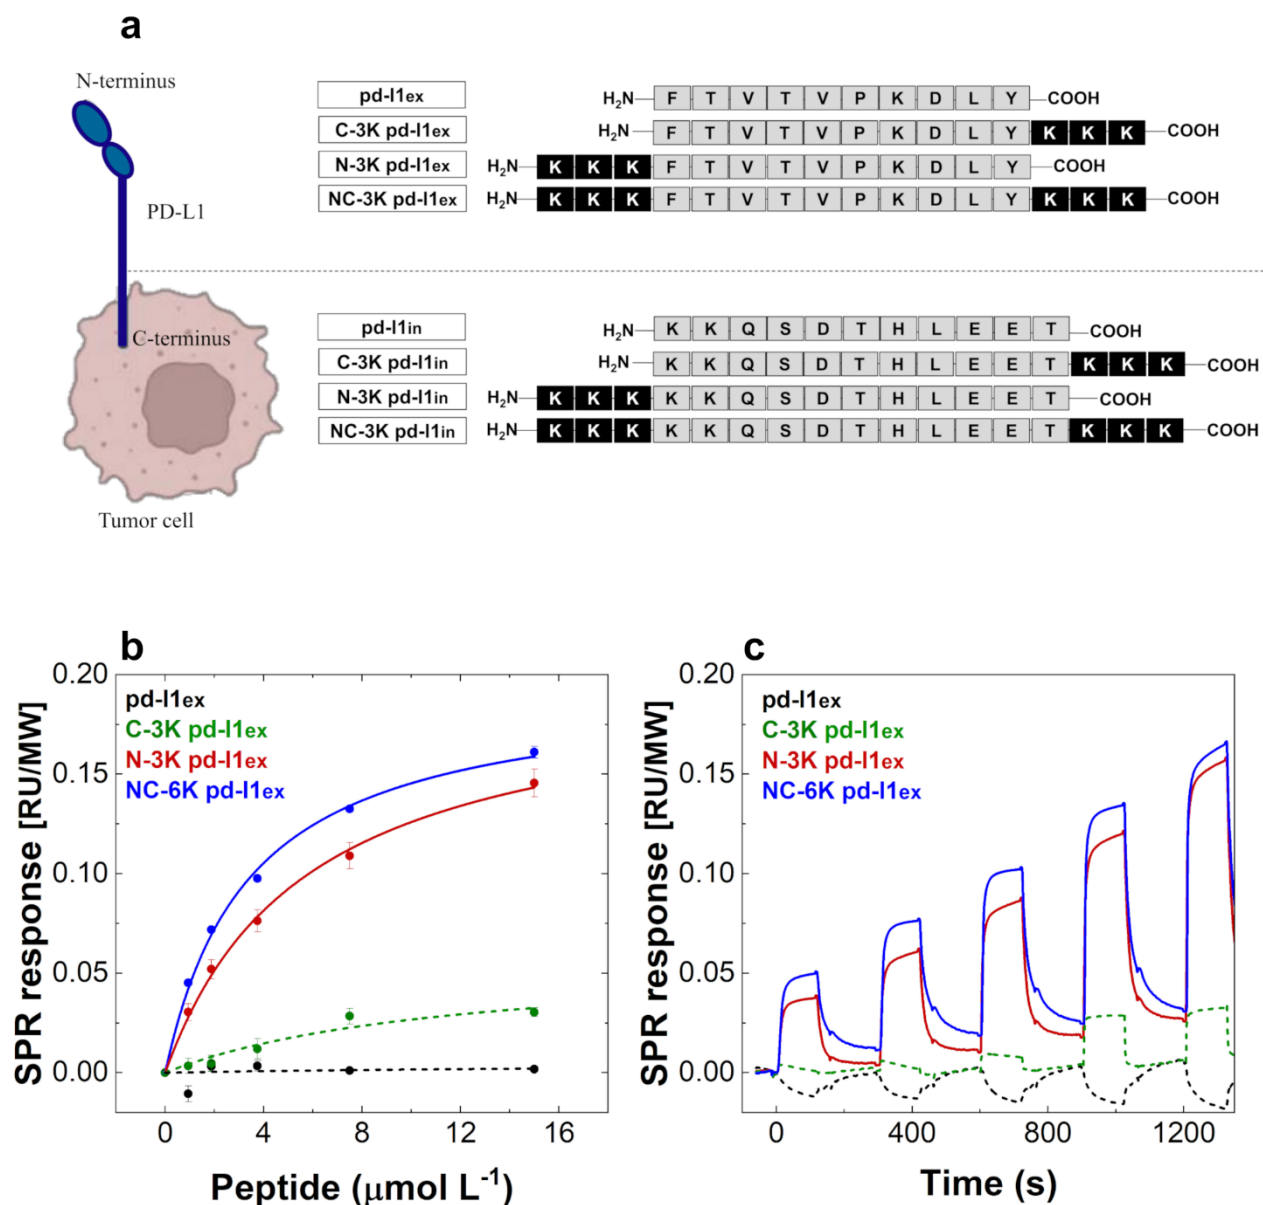 a
N-terminus
PD-L1
C-terminus
Tumor cell
pd-l1ex
H2N F T V T V P K D L Y COOH
C-3K pd-l1ex
H2N F T V T V P K D L Y K K K COOH
N-3K pd-l1ex
H2N K K K F T V T V P K D L Y COOH
NC-3K pd-l1ex
H2N K K K F T V T V P K D L Y K K K COOH
pd-l1in
H2N K K Q S D T H L E E T COOH
C-3K pd-l1in
H2N K K Q S D T H L E E T K K K COOH
N-3K pd-l1in
H2N K K K K K Q S D T H L E E T COOH
NC-3K pd-l1in
H2N K K K K K Q S D T H L E E T K K K COOH
b
SPR response [RU/MW]
0.20
0.15
0.10
0.05
0.00
pd-l1ex
C-3K pd-l1ex
N-3K pd-l1ex
NC-6K pd-l1ex
0 4 8 12 16
Peptide (μmol L-1)
c
SPR response [RU/MW]
0.20
0.15
0.10
0.05
0.00
pd-l1ex
C-3K pd-l1ex
N-3K pd-l1ex
NC-6K pd-l1ex
0 400 800 1200
Time (s)